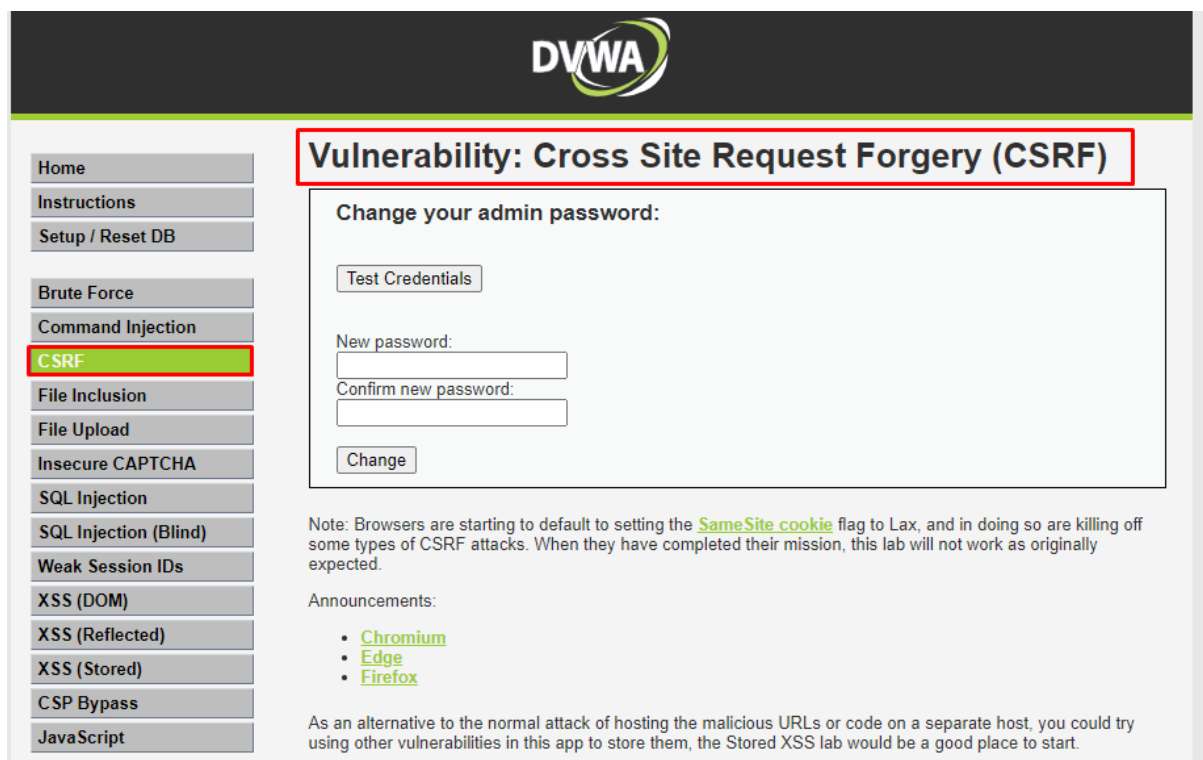 DVWA
Home
Instructions
Setup / Reset DB
Brute Force
Command Injection
CSRF
File Inclusion
File Upload
Insecure CAPTCHA
SQL Injection
SQL Injection (Blind)
Weak Session IDs
XSS (DOM)
XSS (Reflected)
XSS (Stored)
CSP Bypass
JavaScript
Vulnerability: Cross Site Request Forgery (CSRF)
Change your admin password:
Test Credentials
New password:
Confirm new password:
Change
Note: Browsers are starting to default to setting the SameSite cookie flag to Lax, and in doing so are killing off
some types of CSRF attacks. When they have completed their mission, this lab will not work as originally
expected.
Announcements:
• Chromium
• Edge
• Firefox
As an alternative to the normal attack of hosting the malicious URLs or code on a separate host, you could try
using other vulnerabilities in this app to store them, the Stored XSS lab would be a good place to start.